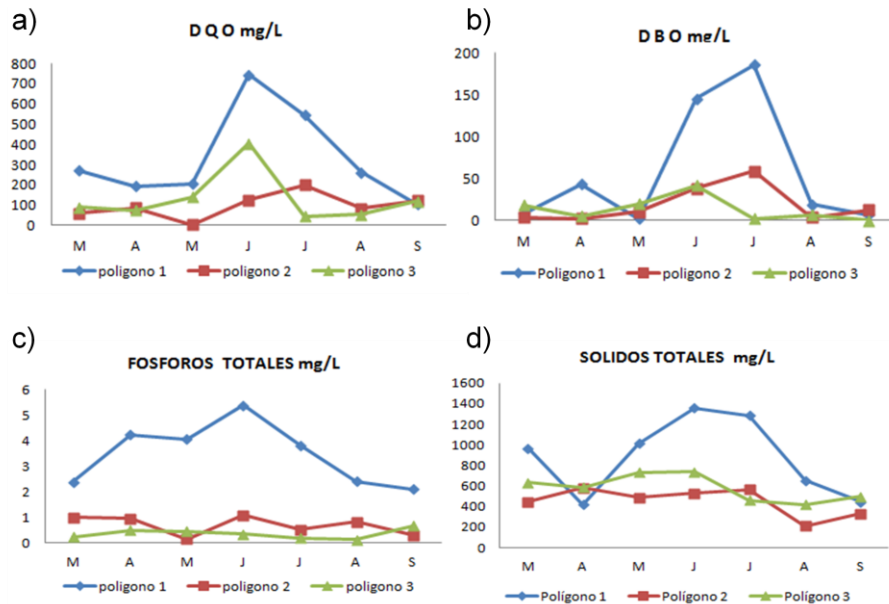 a)
D Q O mg/L
800
700
600
500
400
300
200
100
0
M A M J J A S
poligono 1 poligono 2 poligono 3
b)
D B O mg/L
200
150
100
50
0
M A M J J A S
Poligono 1 poligono 2 poligono 3
c)
FOSFOROS TOTALES mg/L
6
5
4
3
2
1
0
M A M J J A S
poligono 1 poligono 2 poligono 3
d)
SOLIDOS TOTALES mg/L
1600
1400
1200
1000
800
600
400
200
0
M A M J J A S
Polígono 1 Polígono 2 Polígono 3